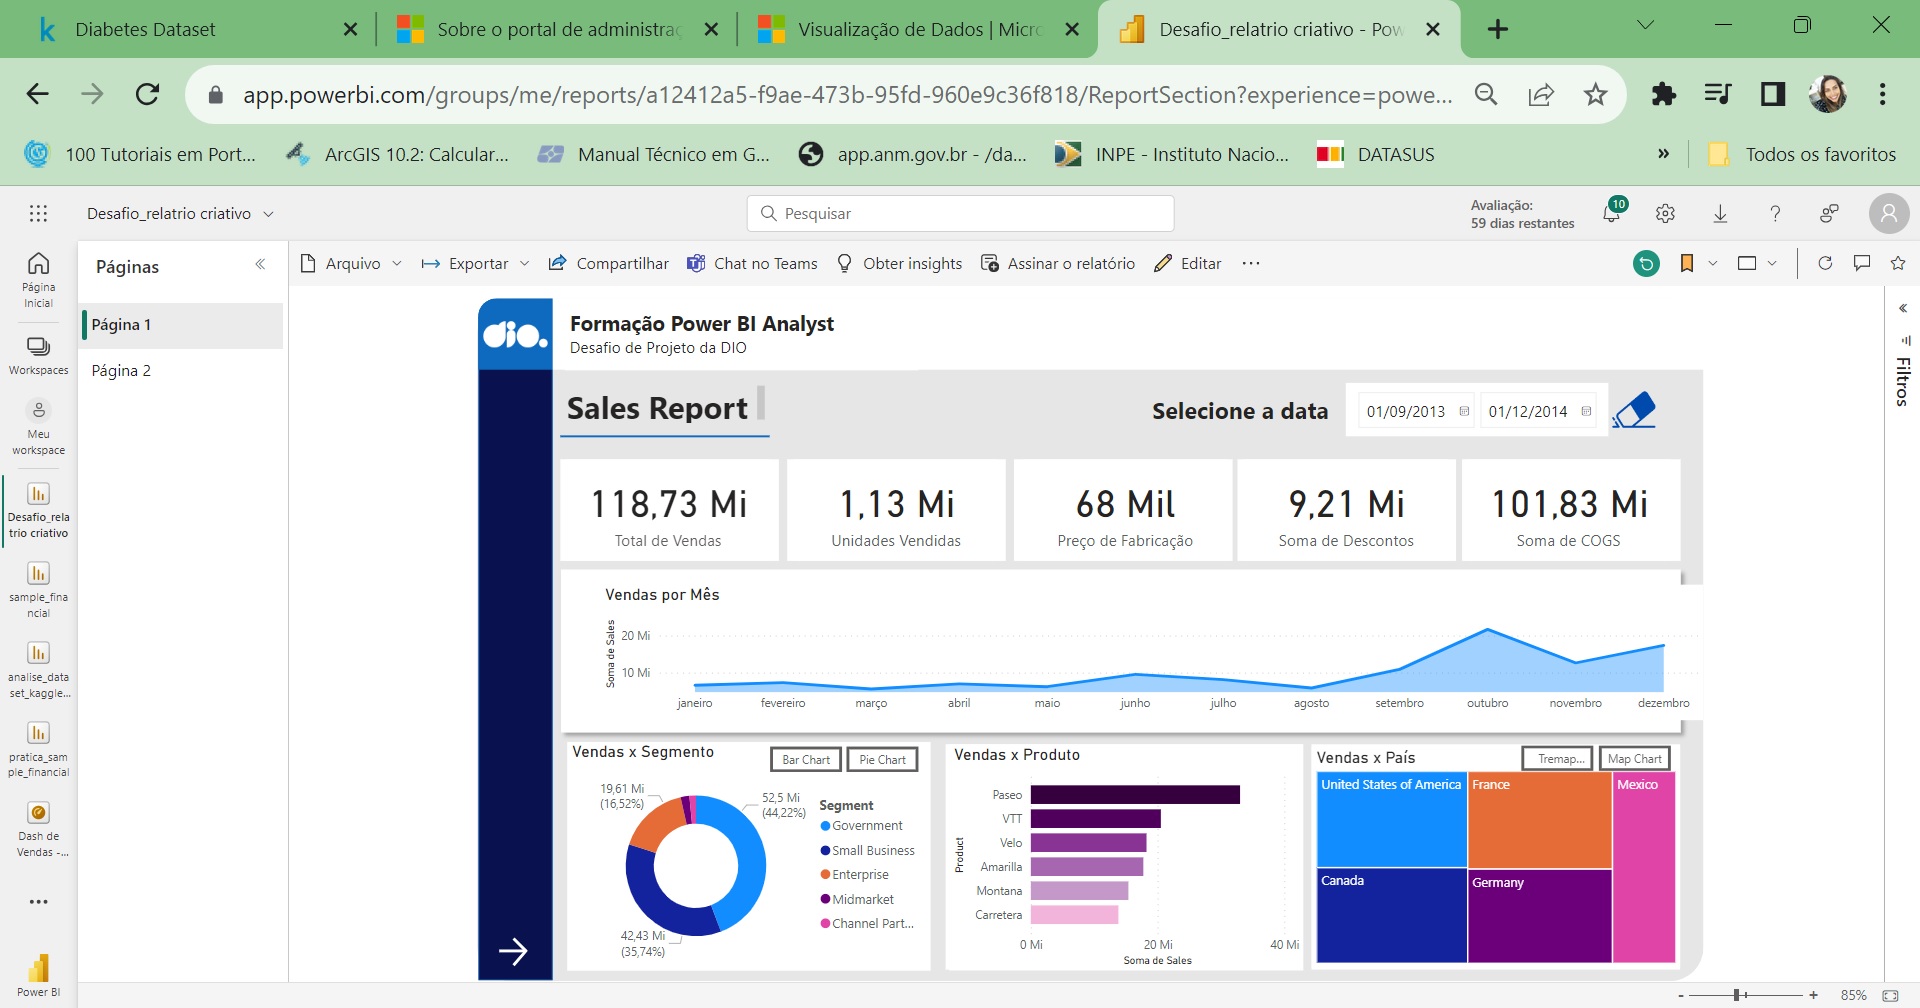 Diabetes Dataset
Sobre o portal de administraç
Visualização de Dados | Micro
Desafio_relatrio criativo - Pow
app.powerbi.com/groups/me/reports/a12412a5-f9ae-473b-95fd-960e9c36f818/ReportSection?experience=powe...
100 Tutoriais em Port...
ArcGIS 10.2: Calcular...
Manual Técnico em G...
app.anm.gov.br - /da...
INPE - Instituto Nacio...
DATASUS
»
Todos os favoritos
Desafio_relatrio criativo
Pesquisar
Avaliação:
59 dias restantes
10
?
Página
Inicial
Workspaces
Meu
workspace
Desafio_rela
trio criativo
sample_fina
ncial
analise_data
set_kaggle...
pratica_sam
ple_financial
Dash de
Vendas -...
Power BI
Páginas
«
Página 1
Página 2
Arquivo
Exportar
Compartilhar
Chat no Teams
Obter insights
Assinar o relatório
Editar
...
dio.
Formação Power BI Analyst
Desafio de Projeto da DIO
Sales Report
Selecione a data
01/09/2013
01/12/2014
118,73 Mi
Total de Vendas
1,13 Mi
Unidades Vendidas
68 Mil
Preço de Fabricação
9,21 Mi
Soma de Descontos
101,83 Mi
Soma de COGS
Vendas por Mês
Soma de Sales
20 Mi
10 Mi
janeiro
fevereiro
março
abril
maio
junho
julho
agosto
setembro
outubro
novembro
dezembro
Vendas x Segmento
Bar Chart
Pie Chart
19,61 Mi
(16,52%)
52,5 Mi
(44,22%)
42,43 Mi
(35,74%)
Segment
Government
Small Business
Enterprise
Midmarket
Channel Part...
Vendas x Produto
Product
Paseo
VTT
Velo
Amarilla
Montana
Carretera
0 Mi
20 Mi
40 Mi
Soma de Sales
Vendas x País
Tremap...
Map Chart
United States of America
France
Mexico
Canada
Germany
«
Filtros
-
+
85%